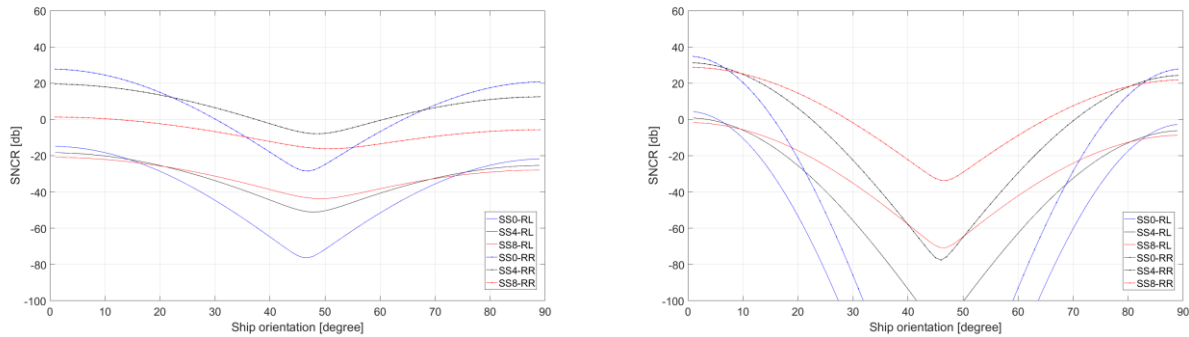 SNCR [db]
60
40
20
0
-20
-40
-60
-80
-100
0 10 20 30 40 50 60 70 80 90
Ship orientation [degree]
SS0-RL
SS4-RL
SS8-RL
SS0-RR
SS4-RR
SS8-RR
SNCR [db]
60
40
20
0
-20
-40
-60
-80
-100
0 10 20 30 40 50 60 70 80 90
Ship orientation [degree]
SS0-RL
SS4-RL
SS8-RL
SS0-RR
SS4-RR
SS8-RR